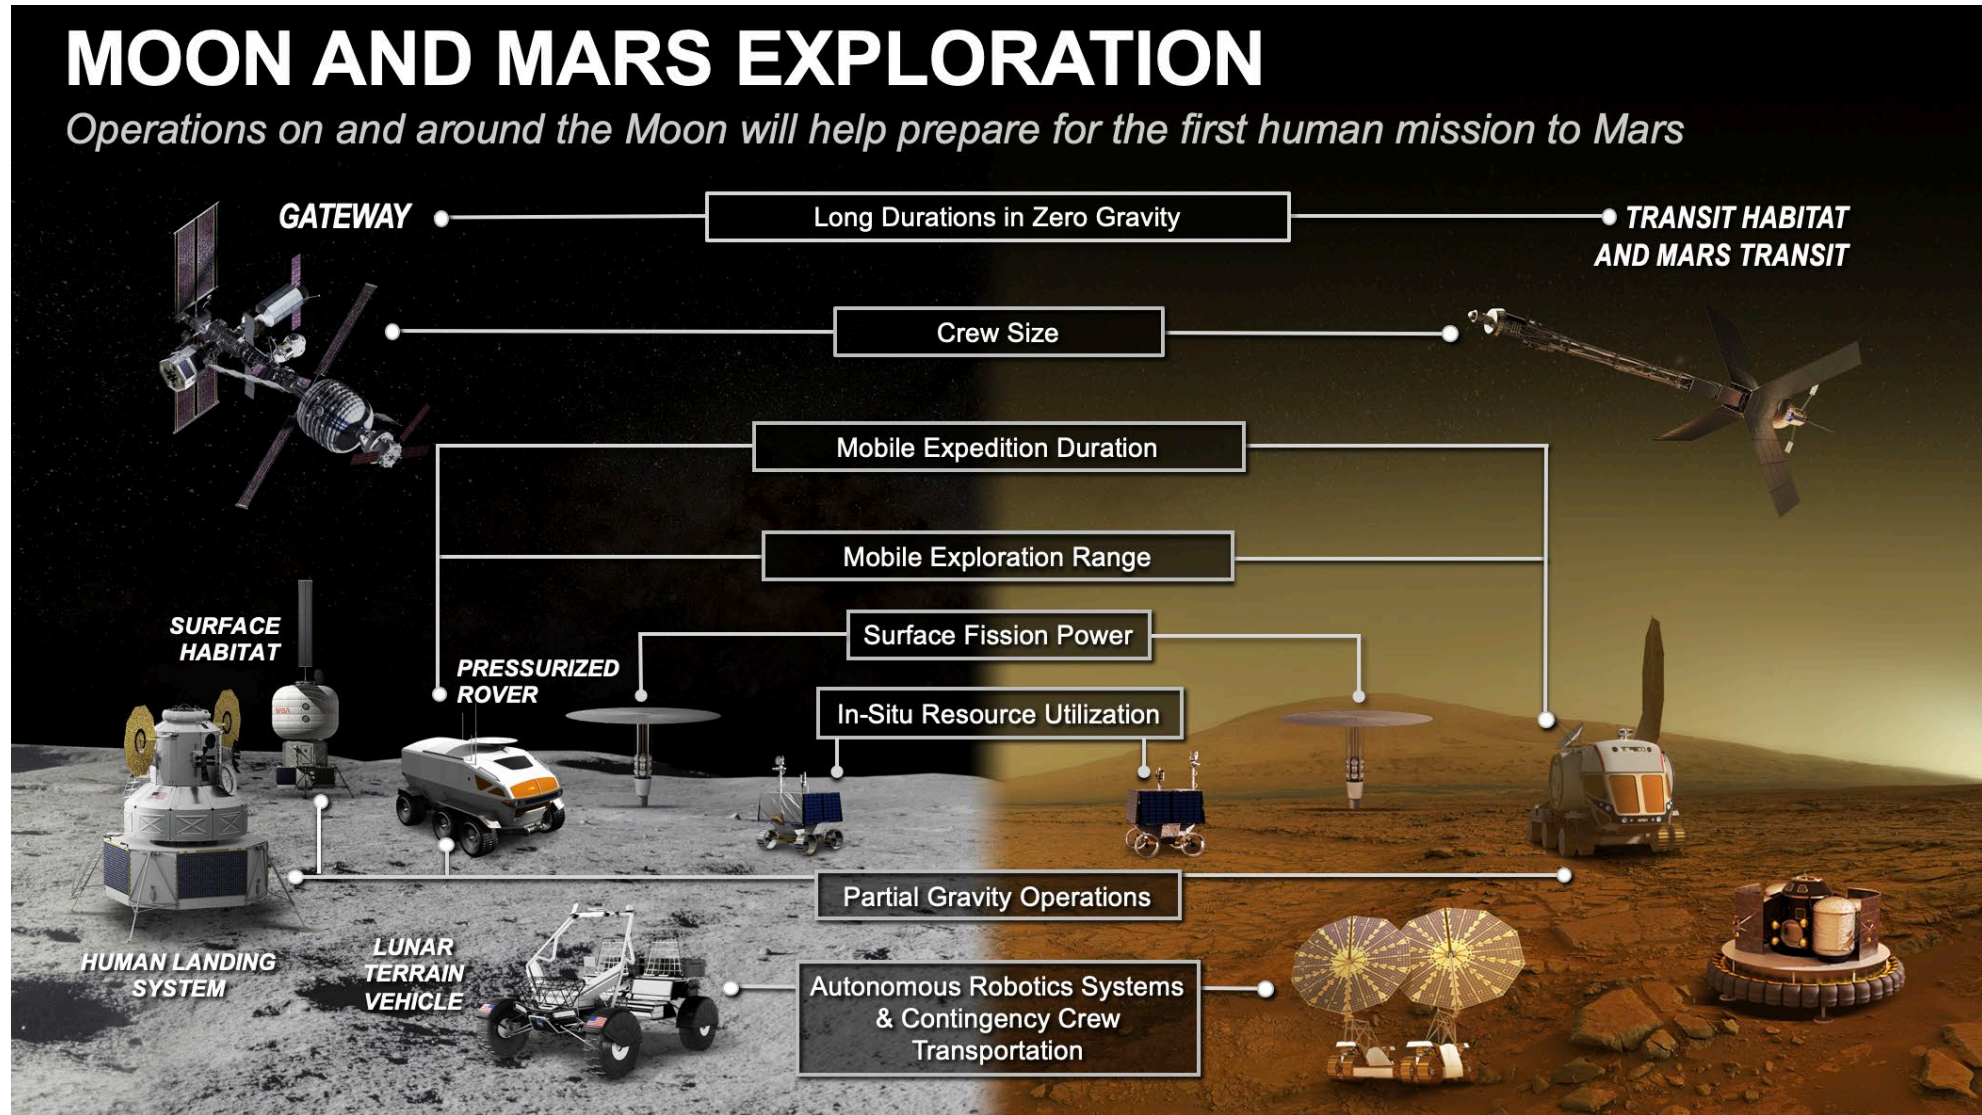 MOON AND MARS EXPLORATION
Operations on and around the Moon will help prepare for the first human mission to Mars
GATEWAY
Long Durations in Zero Gravity
TRANSIT HABITAT
AND MARS TRANSIT
Crew Size
Mobile Expedition Duration
Mobile Exploration Range
SURFACE
HABITAT
Surface Fission Power
PRESSURIZED
ROVER
In-Situ Resource Utilization
NASA
Partial Gravity Operations
HUMAN LANDING
SYSTEM
LUNAR
TERRAIN
VEHICLE
Autonomous Robotics Systems
& Contingency Crew
Transportation